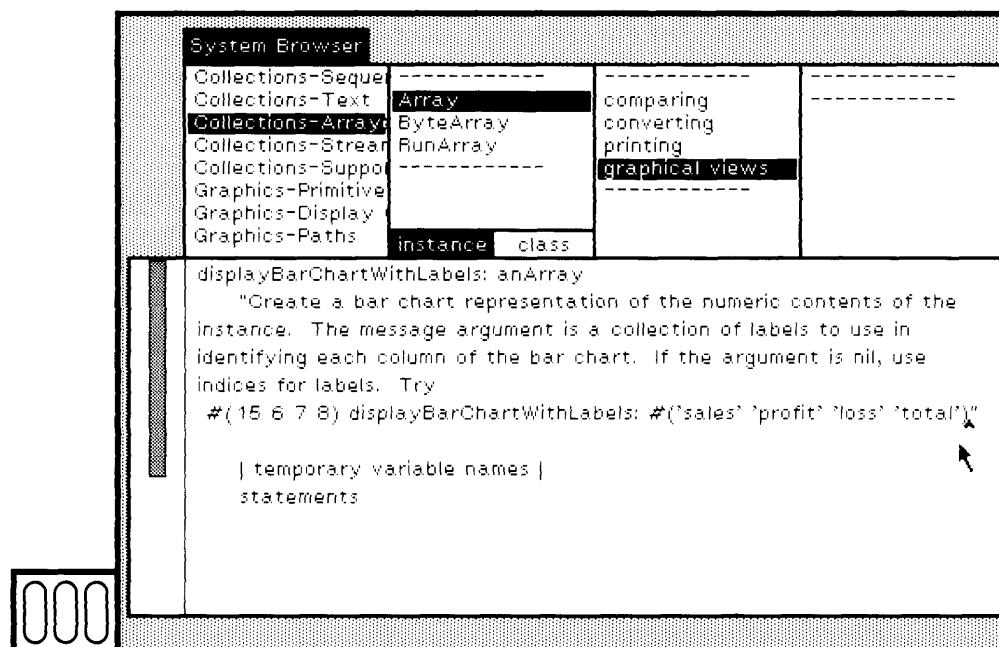 System Browser
Collections-Seque
Collections-Text
Collections-Array
Collections-Strear
Collections-Suppo
Graphics-Primitive
Graphics-Display
Graphics-Paths
------------
Array
ByteArray
RunArray
------------
instance class
------------
comparing
converting
printing
graphical views
------------
------------
------------
displayBarChartWithLabels: anArray
"Create a bar chart representation of the numeric contents of the
instance. The message argument is a collection of labels to use in
identifying each column of the bar chart. If the argument is nil, use
indices for labels. Try
#( 15 6 7 8) displayBarChartWithLabels: #('sales' 'profit' 'loss' 'total')"
| temporary variable names |
statements